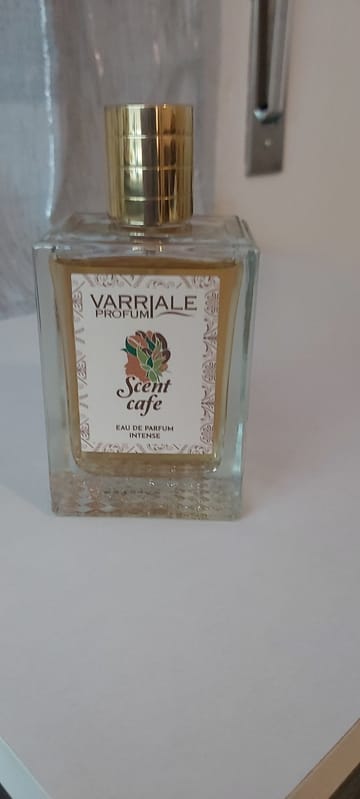 VARRIALE
PROFUMI
Scent
cafe
EAU DE PARFUM
INTENSE